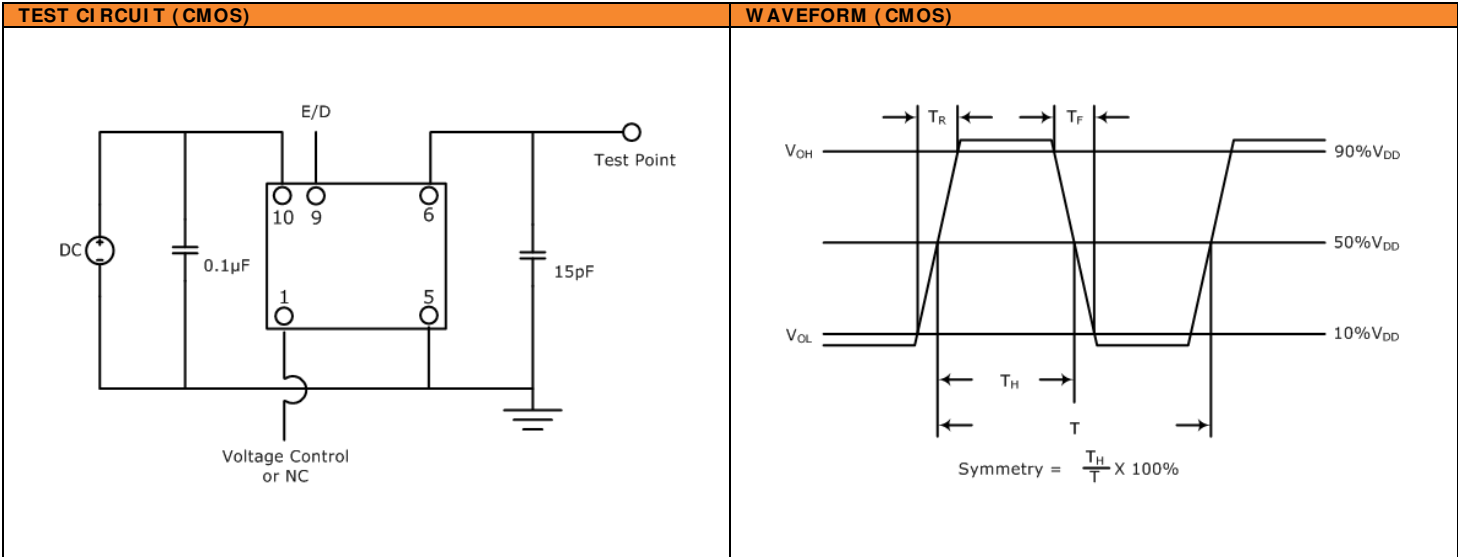 TEST CIRCUIT (CMOS)
E/D
Test Point
10 9 6
DC
0.1µF
15pF
1 5
Voltage Control
or NC
WAVEFORM (CMOS)
TR TF
VOH 90%VDD
50%VDD
VOL 10%VDD
TH
T
Symmetry = TH/T X 100%